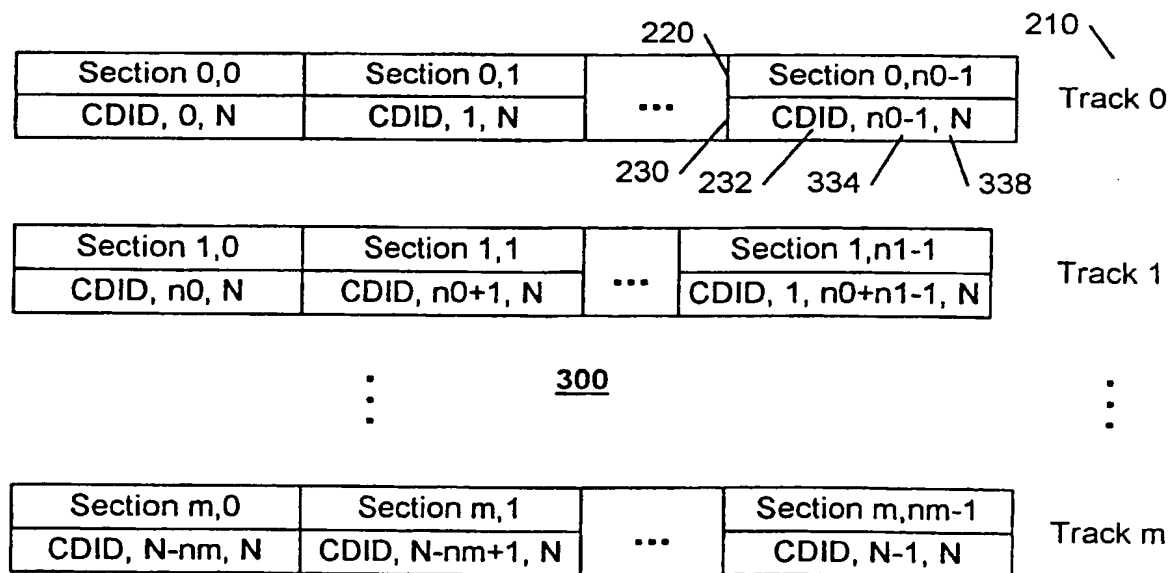 220
210
Section 0,0 Section 0,1 ... Section 0,n0-1
Track 0
CDID, 0, N CDID, 1, N CDID, n0-1, N
230 232 334 338
Section 1,0 Section 1,1 ... Section 1,n1-1
Track 1
CDID, n0, N CDID, n0+1, N CDID, 1, n0+n1-1, N
300
Section m,0 Section m,1 ... Section m,nm-1
Track m
CDID, N-nm, N CDID, N-nm+1, N CDID, N-1, N